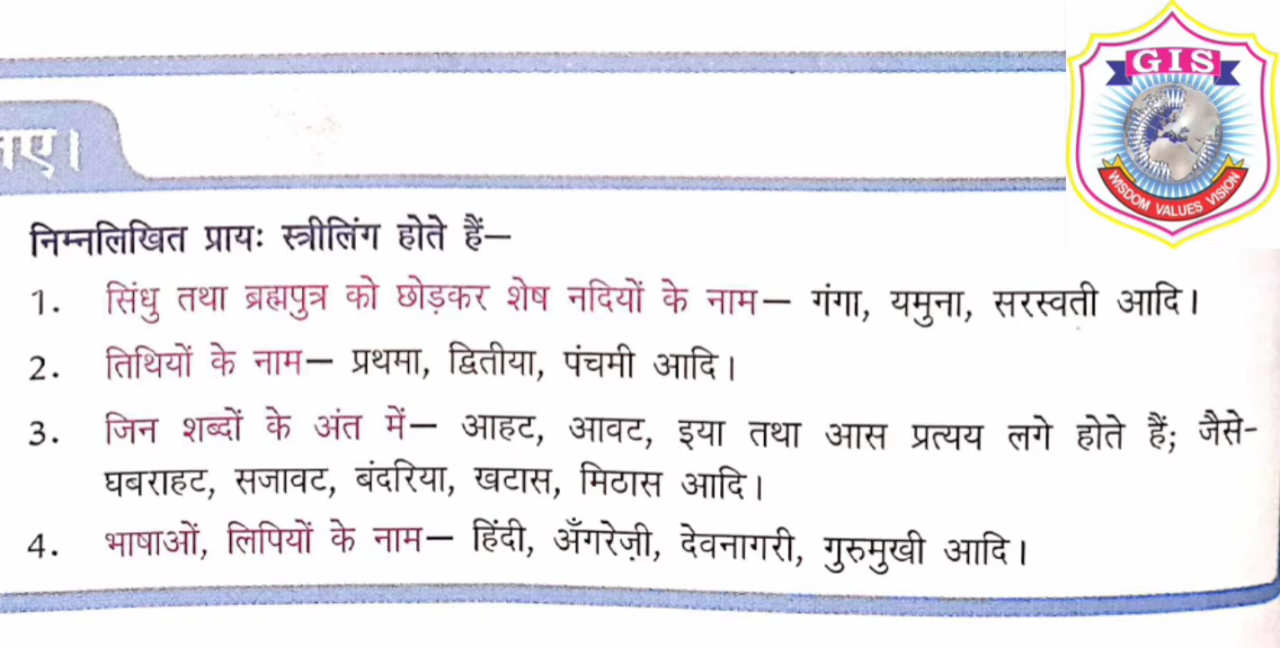 GIS
WISDOM VALUES VISION
निम्नलिखित प्रायः स्त्रीलिंग होते हैं–
1. सिंधु तथा ब्रह्मपुत्र को छोड़कर शेष नदियों के नाम– गंगा, यमुना, सरस्वती आदि।
2. तिथियों के नाम– प्रथमा, द्वितीया, पंचमी आदि।
3. जिन शब्दों के अंत में– आहट, आवट, इया तथा आस प्रत्यय लगे होते हैं; जैसे-
घबराहट, सजावट, बंदरिया, खटास, मिठास आदि।
4. भाषाओं, लिपियों के नाम– हिंदी, अँगरेज़ी, देवनागरी, गुरुमुखी आदि।